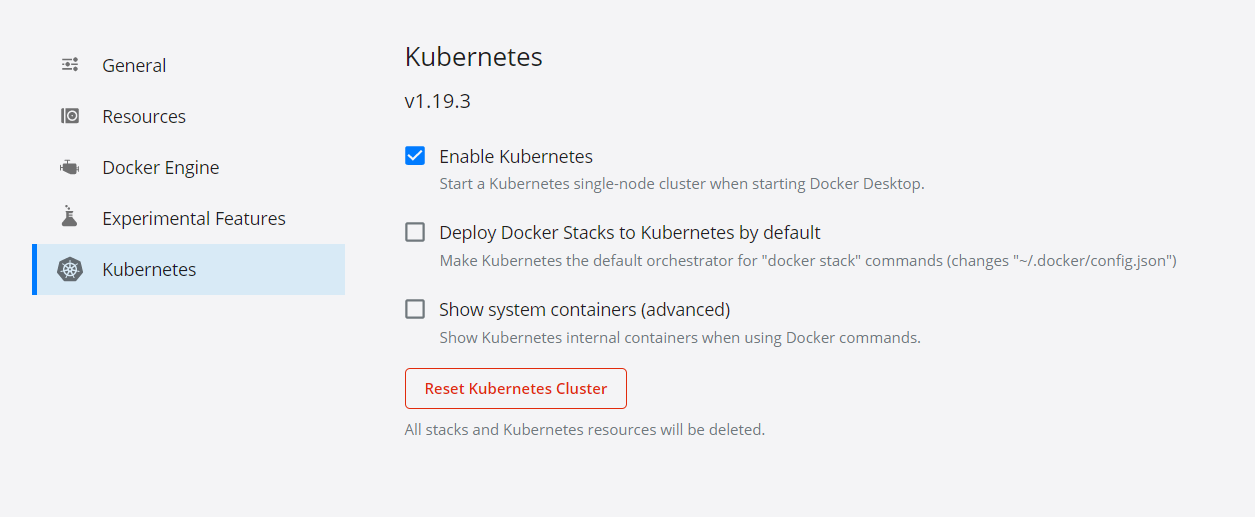 General
Resources
Docker Engine
Experimental Features
Kubernetes
Kubernetes
v1.19.3
Enable Kubernetes
Start a Kubernetes single-node cluster when starting Docker Desktop.
Deploy Docker Stacks to Kubernetes by default
Make Kubernetes the default orchestrator for "docker stack" commands (changes "~/.docker/config.json")
Show system containers (advanced)
Show Kubernetes internal containers when using Docker commands.
Reset Kubernetes Cluster
All stacks and Kubernetes resources will be deleted.